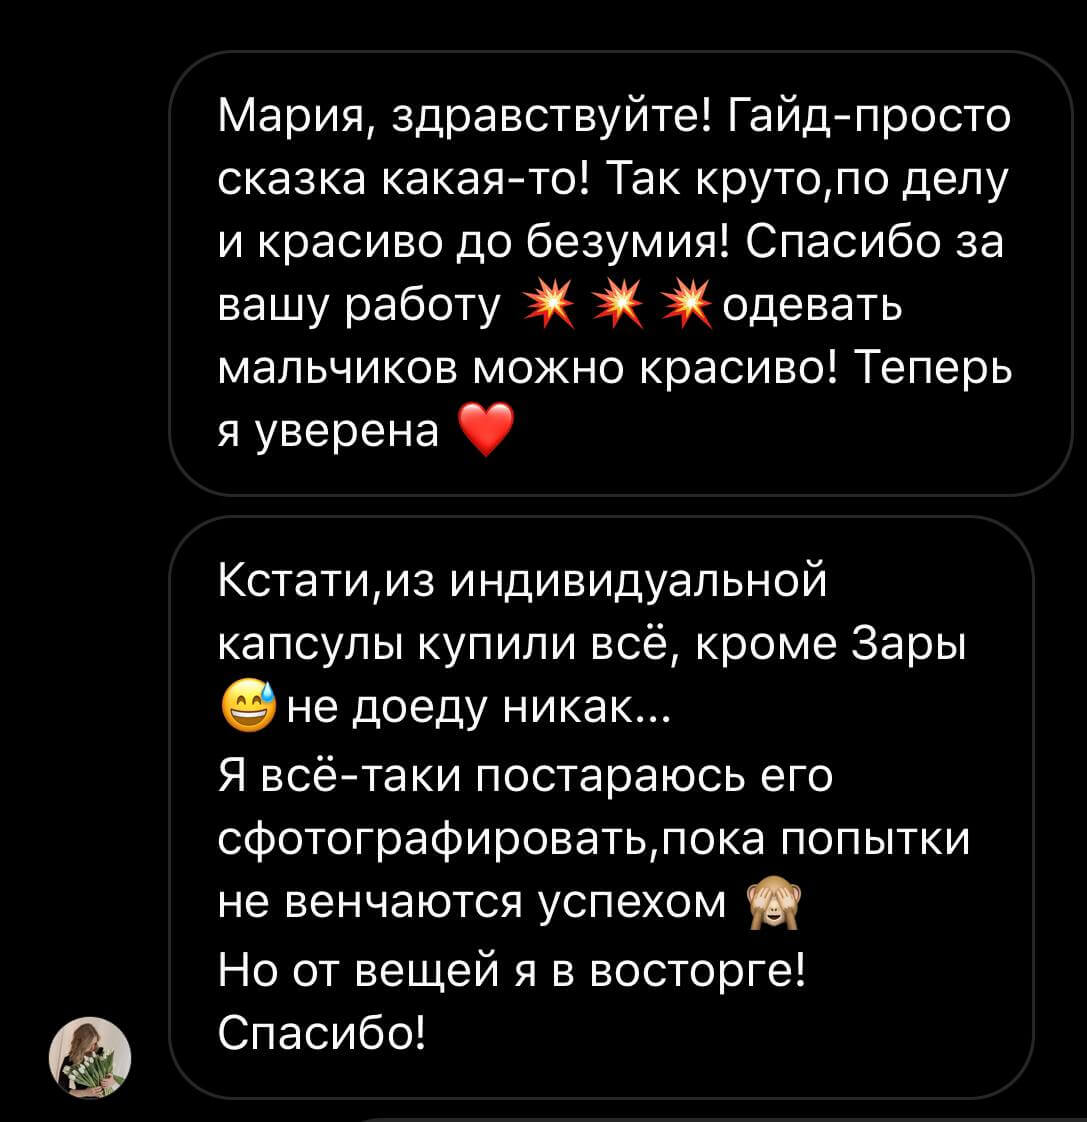 Мария, здравствуйте! Гайд-просто
сказка какая-то! Так круто,по делу
и красиво до безумия! Спасибо за
вашу работу 💥 💥 💥одевать
мальчиков можно красиво! Теперь
я уверена ❤️
Кстати,из индивидуальной
капсулы купили всё, кроме Зары
😅не доеду никак...
Я всё-таки постараюсь его
сфотографировать,пока попытки
не венчаются успехом 🙈
Но от вещей я в восторге!
Спасибо!